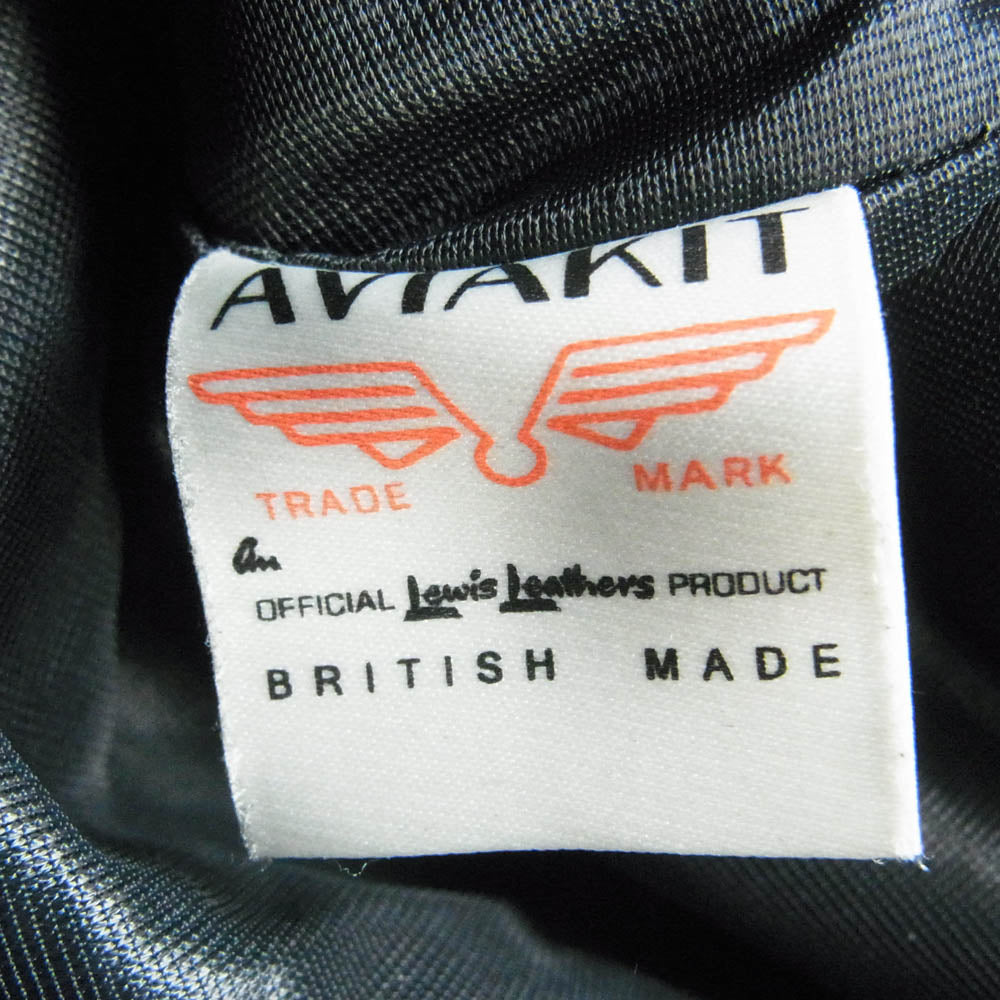 AVIAKIT
TRADE MARK
An
OFFICIAL Lewis Leathers PRODUCT
BRITISH MADE